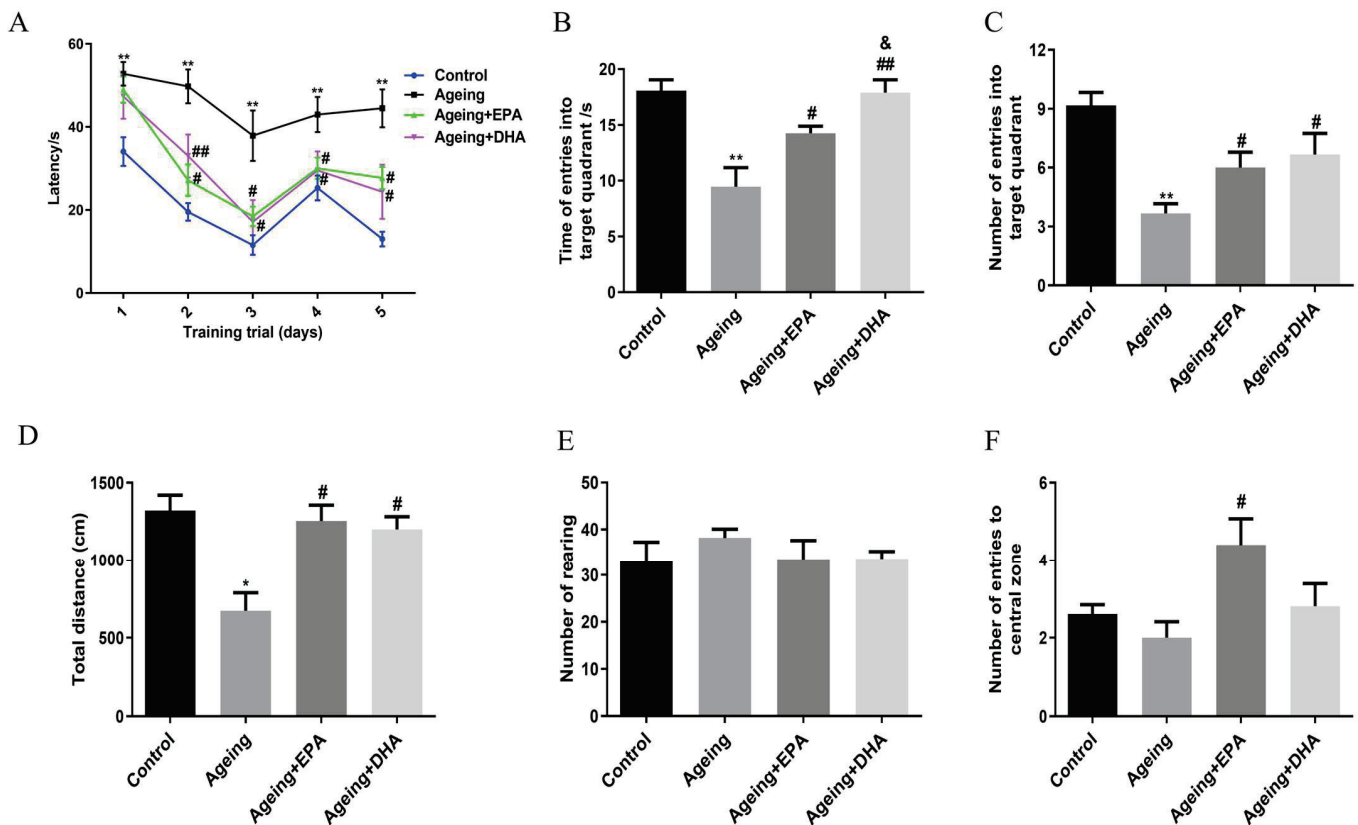 A
60
40
20
0
Latency/s
**
**
**
**
**
##
#
#
#
#
#
#
#
1
2
3
4
5
Training trial (days)
Control
Ageing
Ageing+EPA
Ageing+DHA
B
20
15
10
5
0
Time of entries into
target quadrant /s
**
#
&
##
Control
Ageing
Ageing+EPA
Ageing+DHA
C
12
9
6
3
0
Number of entries into
target quadrant
**
#
#
Control
Ageing
Ageing+EPA
Ageing+DHA
D
1500
1000
500
0
Total distance (cm)
*
#
#
Control
Ageing
Ageing+EPA
Ageing+DHA
E
50
40
30
20
10
0
Number of rearing
Control
Ageing
Ageing+EPA
Ageing+DHA
F
6
4
2
0
Number of entries to
central zone
#
Control
Ageing
Ageing+EPA
Ageing+DHA